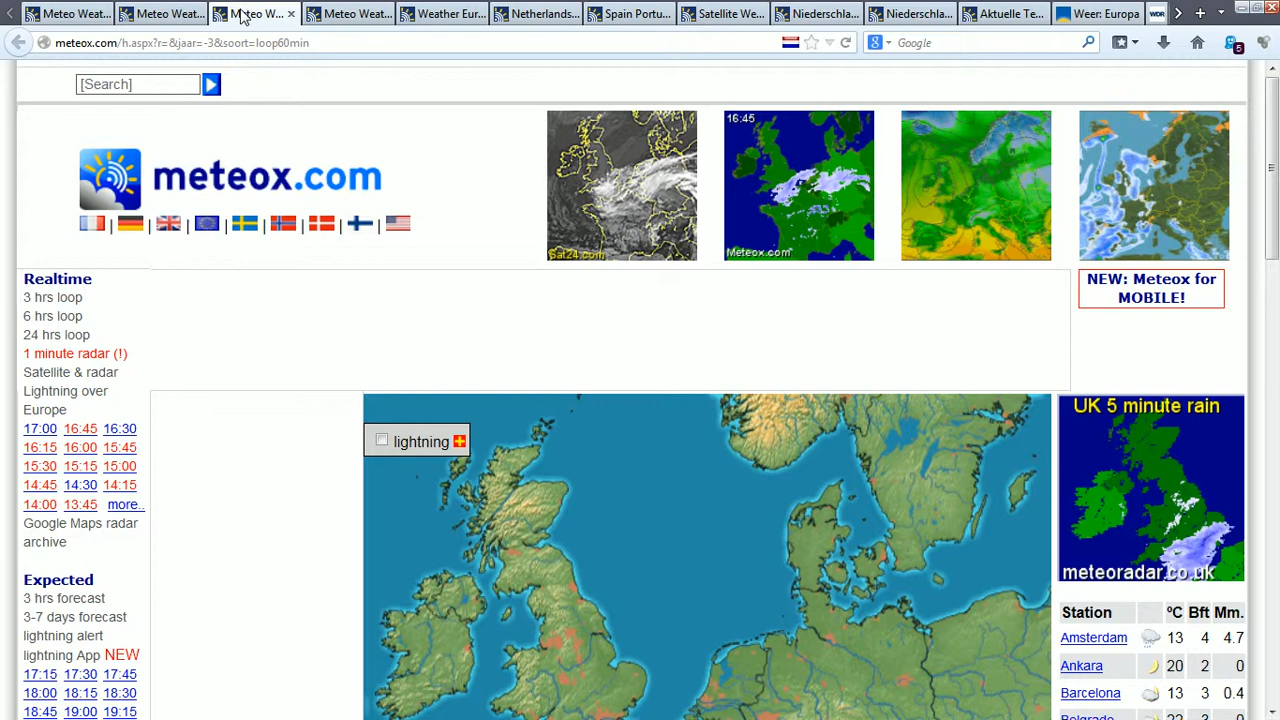 Meteo Weat... Meteo Weat... Meteo W... Meteo Weat... Weather Eur... Netherlands... Spain Portu... Satellite We... Niederschla... Niederschla... Aktuelle Te... Weer: Europa WDR
meteox.com/h.aspx?r=&jaar=-3&soort=loop60min
Google
5
[Search]
16:45
meteox.com
Sat24.com
Meteox.com
Realtime
3 hrs loop
6 hrs loop
24 hrs loop
1 minute radar (!)
Satellite & radar
Lightning over
Europe
17:00 16:45 16:30
16:15 16:00 15:45
15:30 15:15 15:00
14:45 14:30 14:15
14:00 13:45 more..
Google Maps radar
archive
Expected
3 hrs forecast
3-7 days forecast
lightning alert
lightning App NEW
17:15 17:30 17:45
18:00 18:15 18:30
18:45 19:00 19:15
NEW: Meteox for
MOBILE!
lightning
UK 5 minute rain
meteoradar.co.uk
Station ºC Bft Mm.
Amsterdam 13 4 4.7
Ankara 20 2 0
Barcelona 13 3 0.4